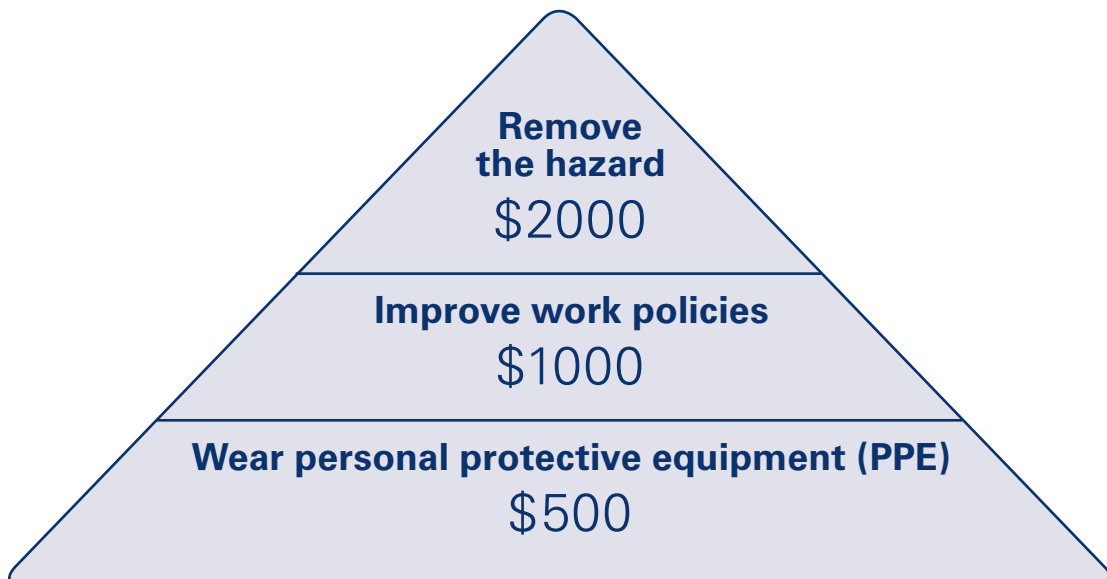 Remove
the hazard
$2000
Improve work policies
$1000
Wear personal protective equipment (PPE)
$500